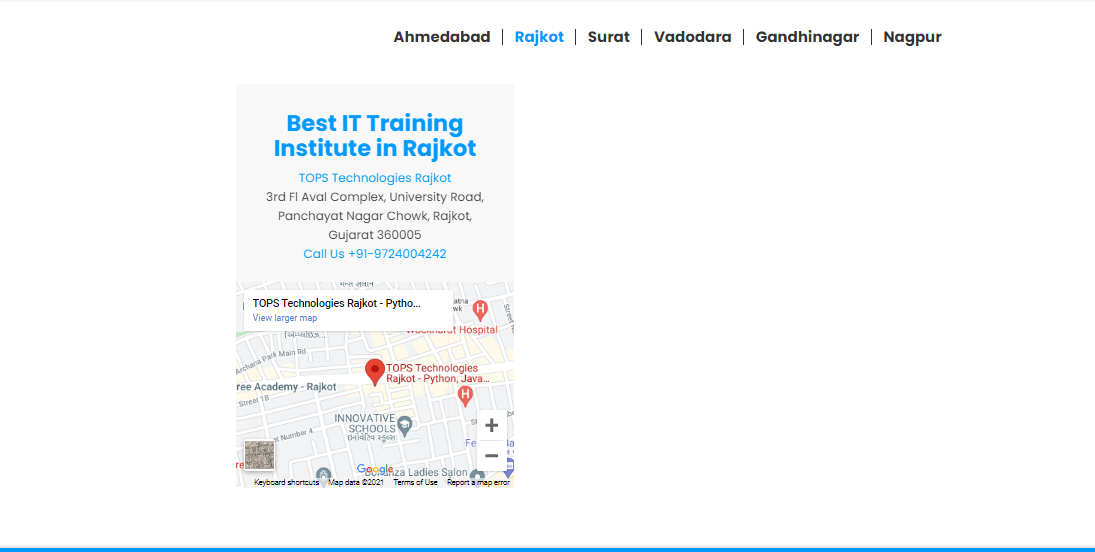 Ahmedabad | Rajkot | Surat | Vadodara | Gandhinagar | Nagpur
Best IT Training
Institute in Rajkot
TOPS Technologies Rajkot
3rd Fl Aval Complex, University Road,
Panchayat Nagar Chowk, Rajkot,
Gujarat 360005
Call Us +91-9724004242
TOPS Technologies Rajkot - Pytho...
View larger map
Wockhardt Hospital
Street
Archana Park Main Rd
TOPS Technologies
Rajkot - Python, Java...
ree Academy - Rajkot
Street 1B
INNOVATIVE
SCHOOLS
ઇનોવેટિવ સ્કૂલ્સ
et Number 4
Google
Bonanza Ladies Salon
Keyboard shortcuts
Map data ©2021
Terms of Use
Report a map error